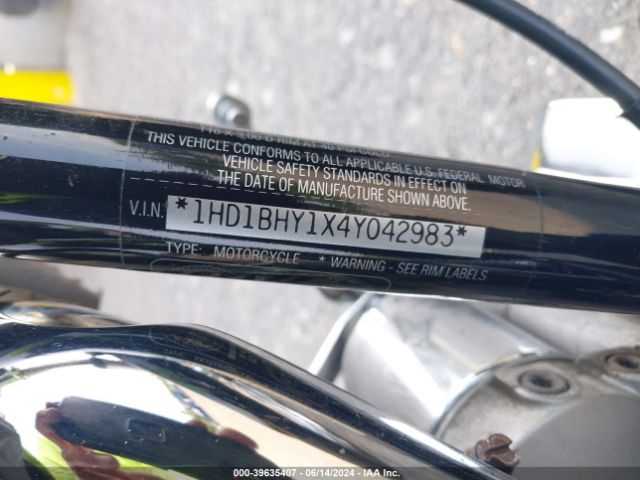 THIS VEHICLE CONFORMS TO ALL APPLICABLE U.S. FEDERAL MOTOR
VEHICLE SAFETY STANDARDS IN EFFECT ON
THE DATE OF MANUFACTURE SHOWN ABOVE.
V.I.N: *1HD1BHY1X4Y042983*
TYPE: MOTORCYCLE * WARNING - SEE RIM LABELS
000-39635407 - 06/14/2024 - IAA Inc.